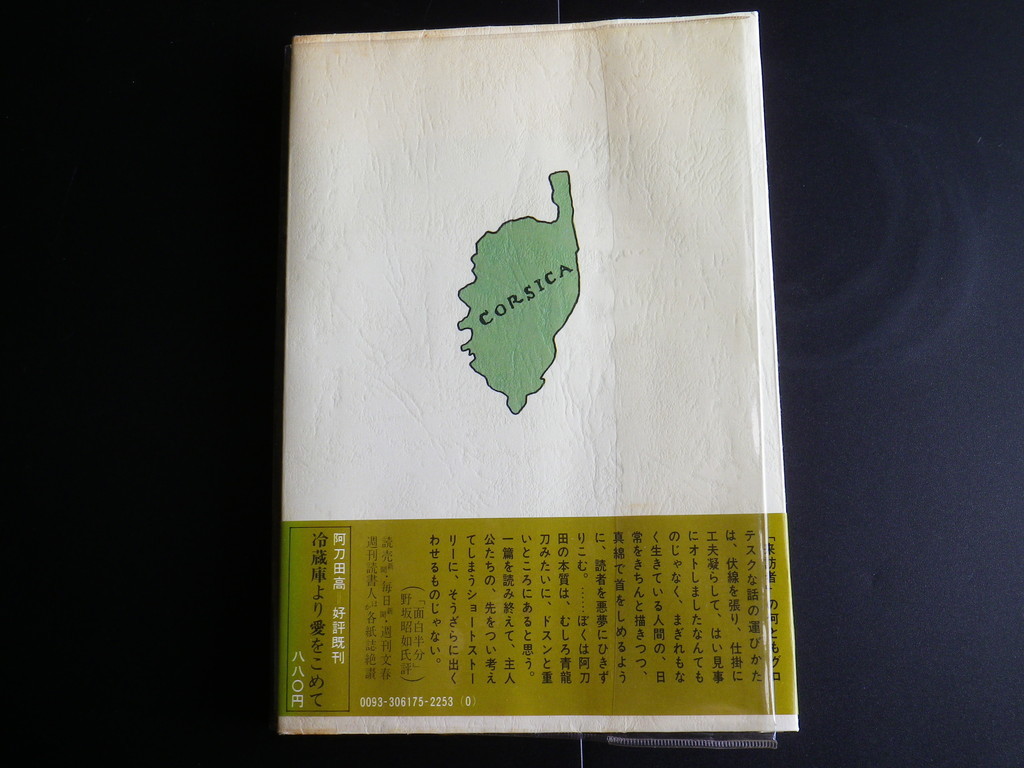 CORSICA
「来訪者」の何ともグロ
テスクな話の運びかた
は、伏線を張り、仕掛に
工夫凝らして、はい見事
にオトしましたなんても
のじゃなく、まぎれもな
く生きている人間の、日
常をきちんと描きつつ、
真綿で首をしめるよう
に、読者を悪夢にひきず
りこむ。……ぼくは阿刀
田の本質は、むしろ青龍
刀みたいに、ドスンと重
いところにあると思う。
一篇を読み終えて、主人
公たちの、先をつい考え
てしまうショートストー
リーに、そうざらに出く
わせるもののじゃない。
「面白半分」
(野坂昭如氏評)
読売新聞・毎日新聞・週刊文春
週刊読書人ほか各紙誌絶讃
阿刀田高 好評既刊
冷蔵庫より愛をこめて
八八〇円
0093-306175-2253 (0)